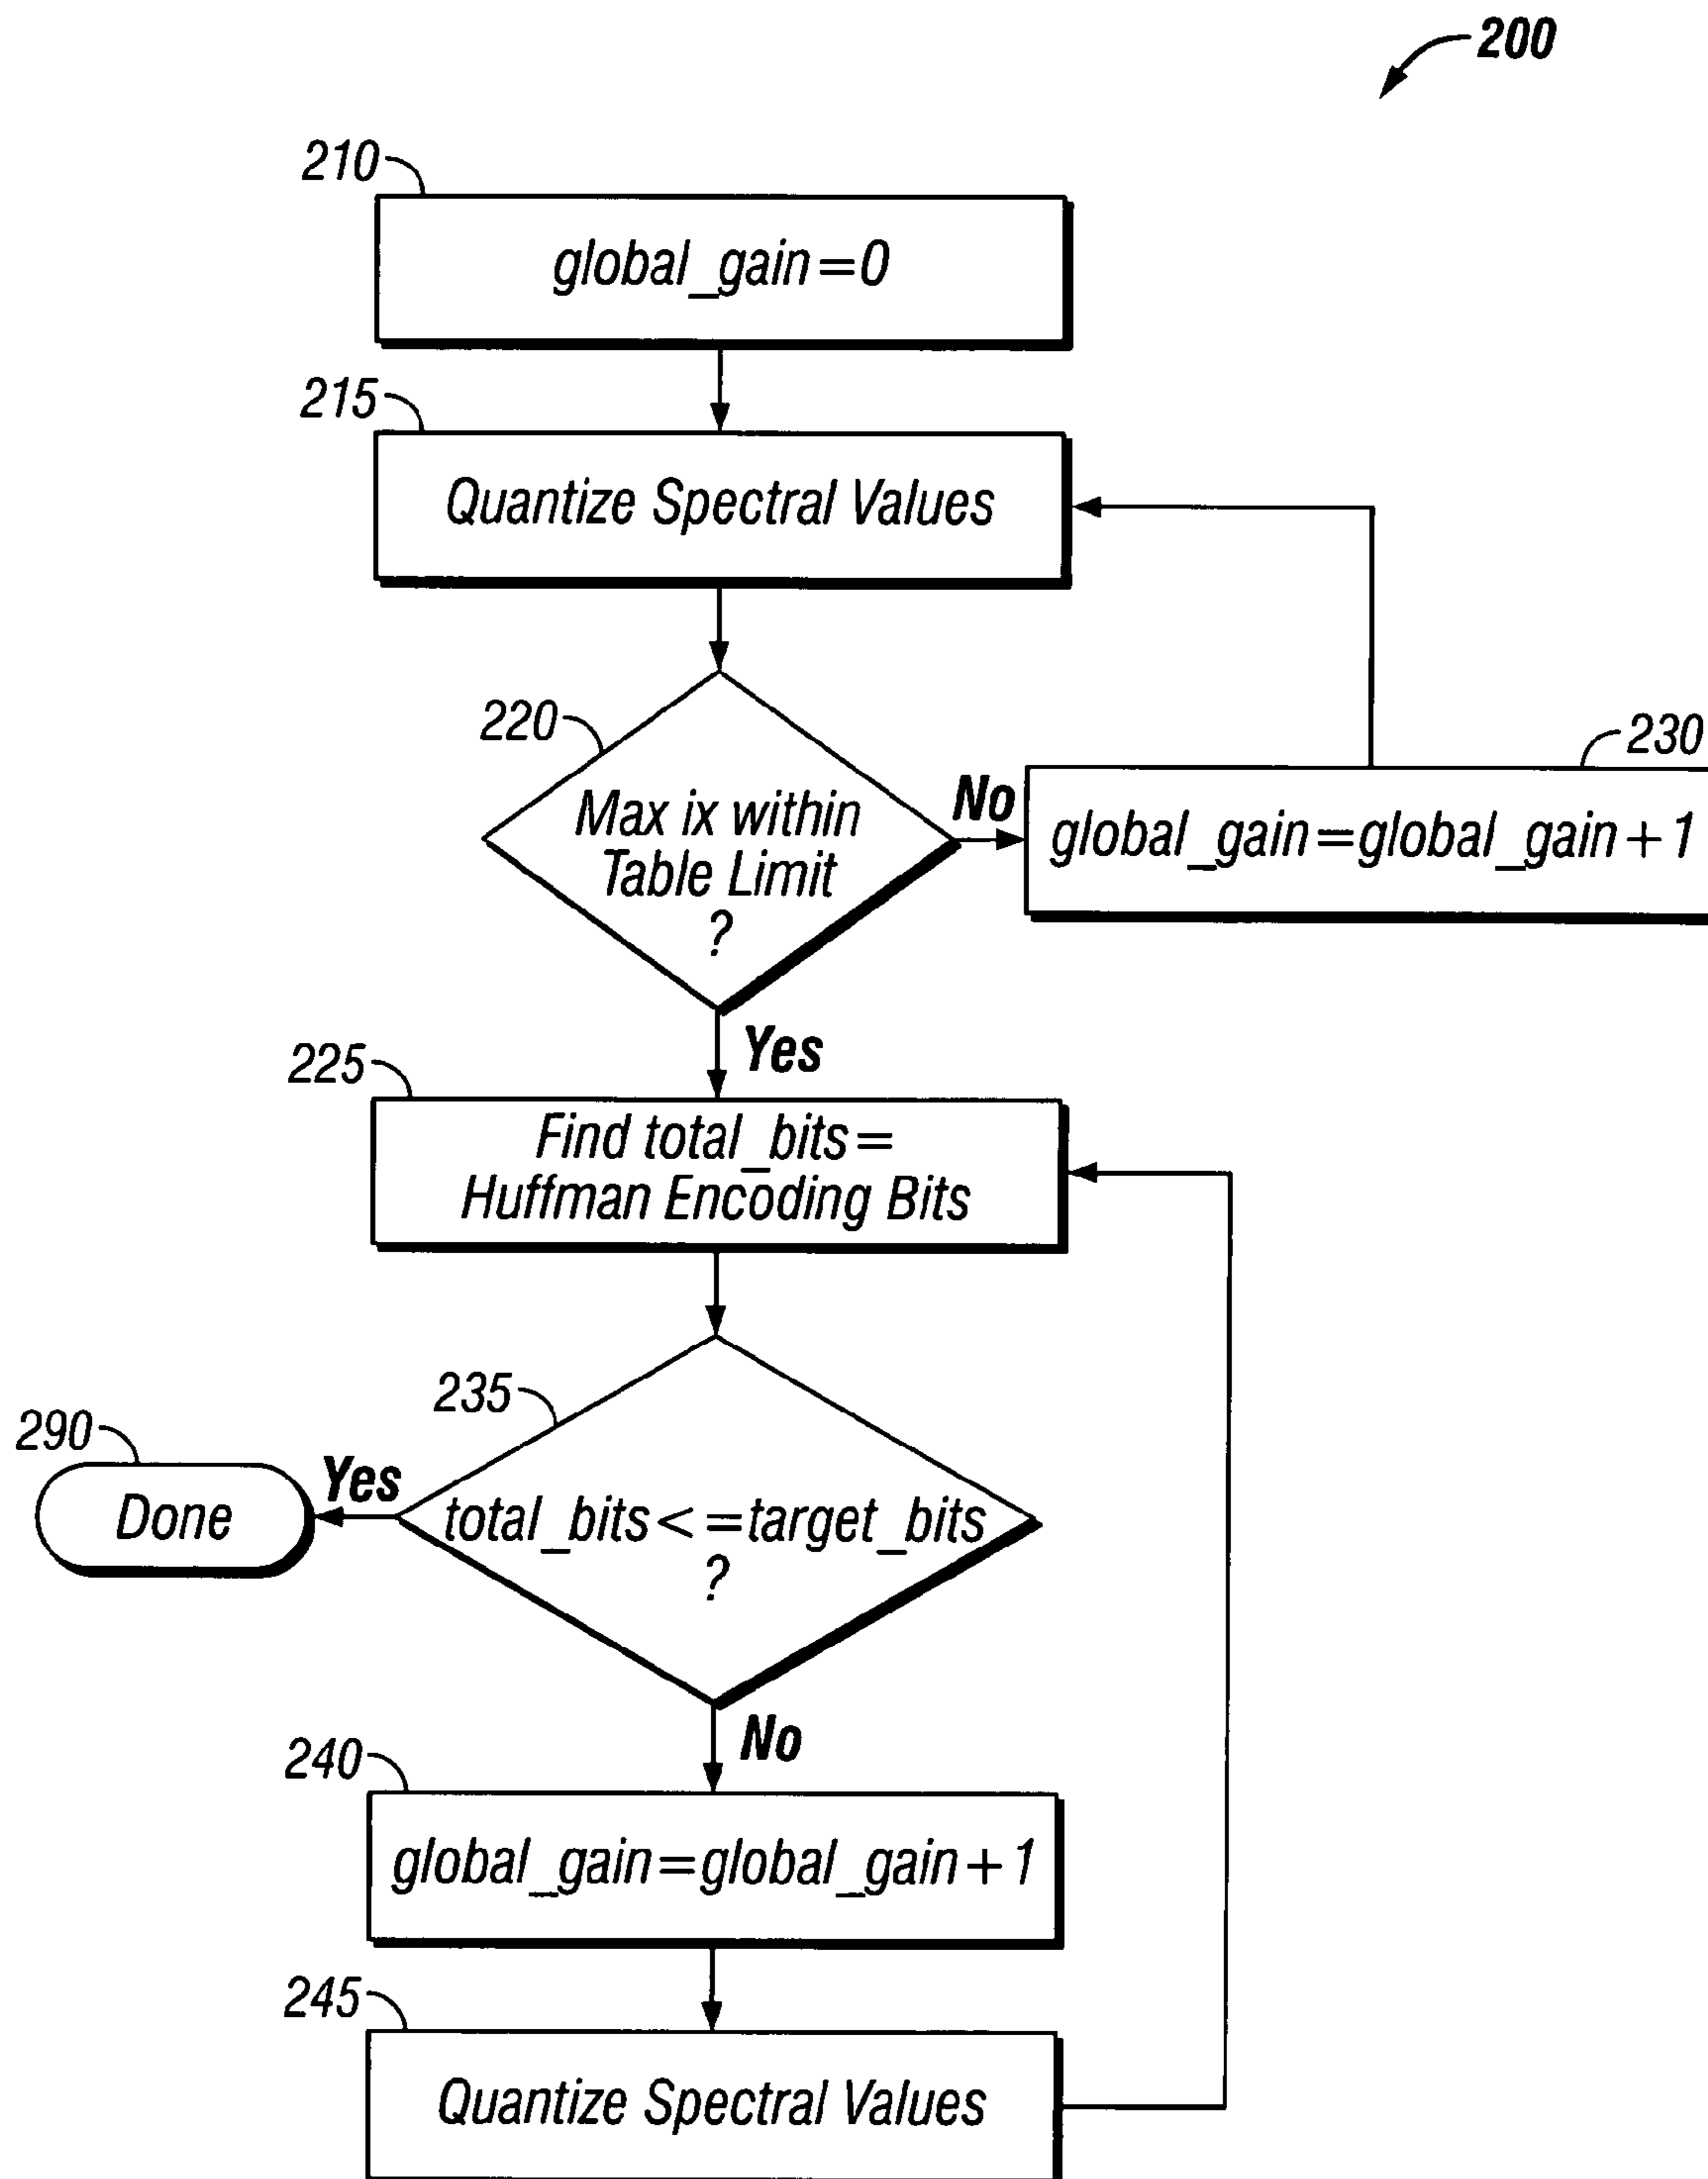 200
210
global_gain=0
215
Quantize Spectral Values
220
Max ix within
Table Limit
?
No
230
global_gain=global_gain+1
Yes
225
Find total_bits=
Huffman Encoding Bits
235
290
Done
Yes
total_bits<=target_bits
?
No
240
global_gain=global_gain+1
245
Quantize Spectral Values